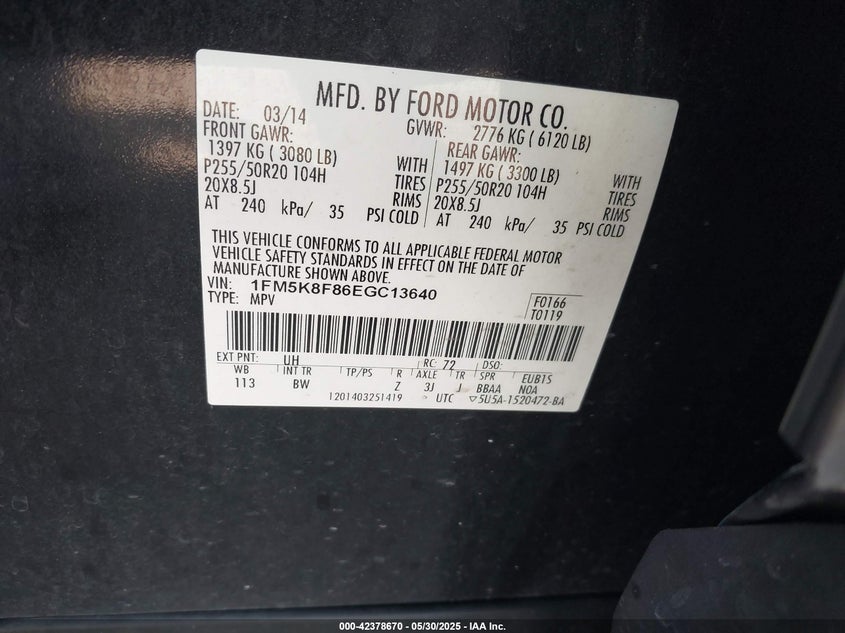 MFD. BY FORD MOTOR CO.
DATE: 03/14 GVWR: 2776 KG ( 6120 LB)
FRONT GAWR: REAR GAWR:
1397 KG ( 3080 LB) WITH 1497 KG ( 3300 LB) WITH
P255/50R20 104H TIRES P255/50R20 104H TIRES
20X8.5J RIMS 20X8.5J RIMS
AT 240 kPa/ 35 PSI COLD AT 240 kPa/ 35 PSI COLD
THIS VEHICLE CONFORMS TO ALL APPLICABLE FEDERAL MOTOR
VEHICLE SAFETY STANDARDS IN EFFECT ON THE DATE OF
MANUFACTURE SHOWN ABOVE.
VIN: 1FM5K8F86EGC13640
TYPE: MPV
F0166
T0119
EXT PNT: UH RC: 72 DSO:
WB INT TR TP/PS R AXLE TR SPR EUB1S
113 BW Z 3J J BBAA NOA
1201403251419 UTC ▽5U5A-1520472-BA
000-42378670 - 05/30/2025 - IAA Inc.